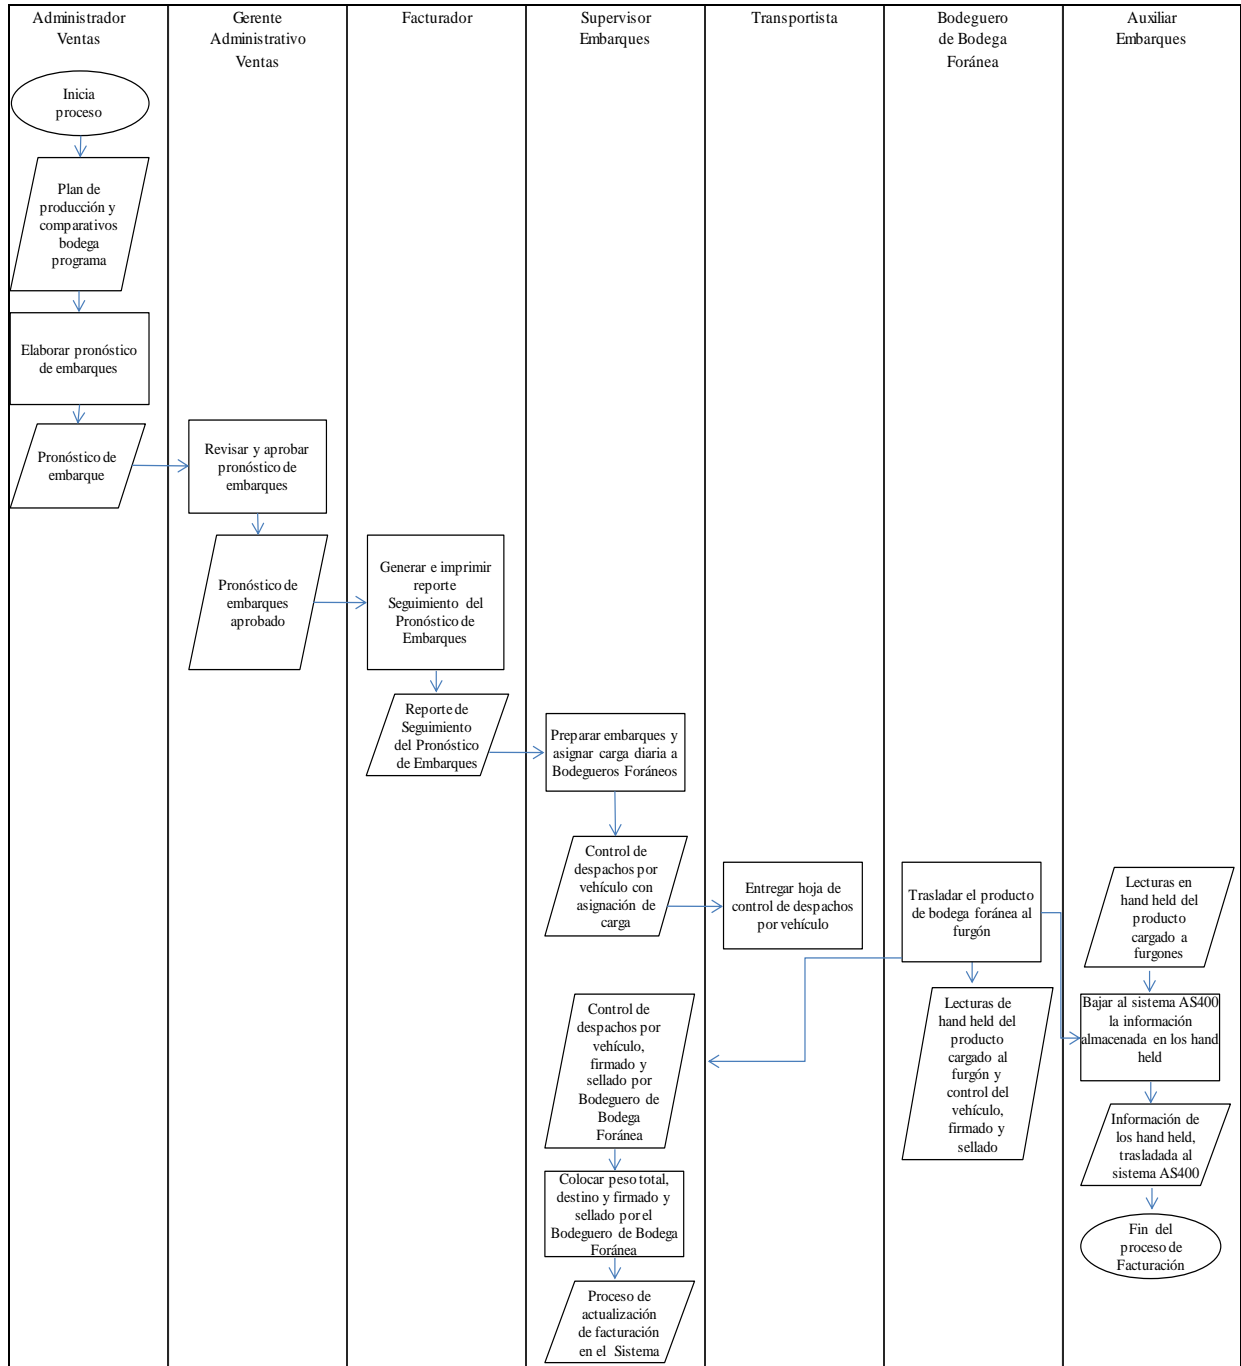 Administrador
Ventas
Gerente
Administrativo
Ventas
Facturador
Supervisor
Embarques
Transportista
Bodeguero
de Bodega
Foránea
Auxiliar
Embarques
Inicia
proceso
Plan de
producción y
comparativos
bodega
programa
Elaborar pronóstico
de embarques
Pronóstico de
embarque
Revisar y aprobar
pronóstico de
embarques
Pronóstico de
embarques
aprobado
Generar e imprimir
reporte
Seguimiento del
Pronóstico de
Embarques
Reporte de
Seguimiento
del Pronóstico
de Embarques
Preparar embarques y
asignar carga diaria a
Bodegueros Foráneos
Control de
despachos por
vehículo con
asignación de
carga
Entregar hoja de
control de despachos
por vehículo
Trasladar el producto
de bodega foránea al
furgón
Lecturas en
hand held del
producto
cargado a
furgones
Control de
despachos por
vehículo,
firmado y
sellado por
Bodeguero de
Bodega
Foránea
Lecturas de
hand held del
producto
cargado al
furgón y
control del
vehículo,
firmado y
sellado
Bajar al sistema AS400
la información
almacenada en los hand
held
Colocar peso total,
destino y firmado y
sellado por el
Bodeguero de Bodega
Foránea
Información de
los hand held,
trasladada al
sistema AS400
Fin del
proceso de
Facturación
Proceso de
actualización
de facturación
en el Sistema